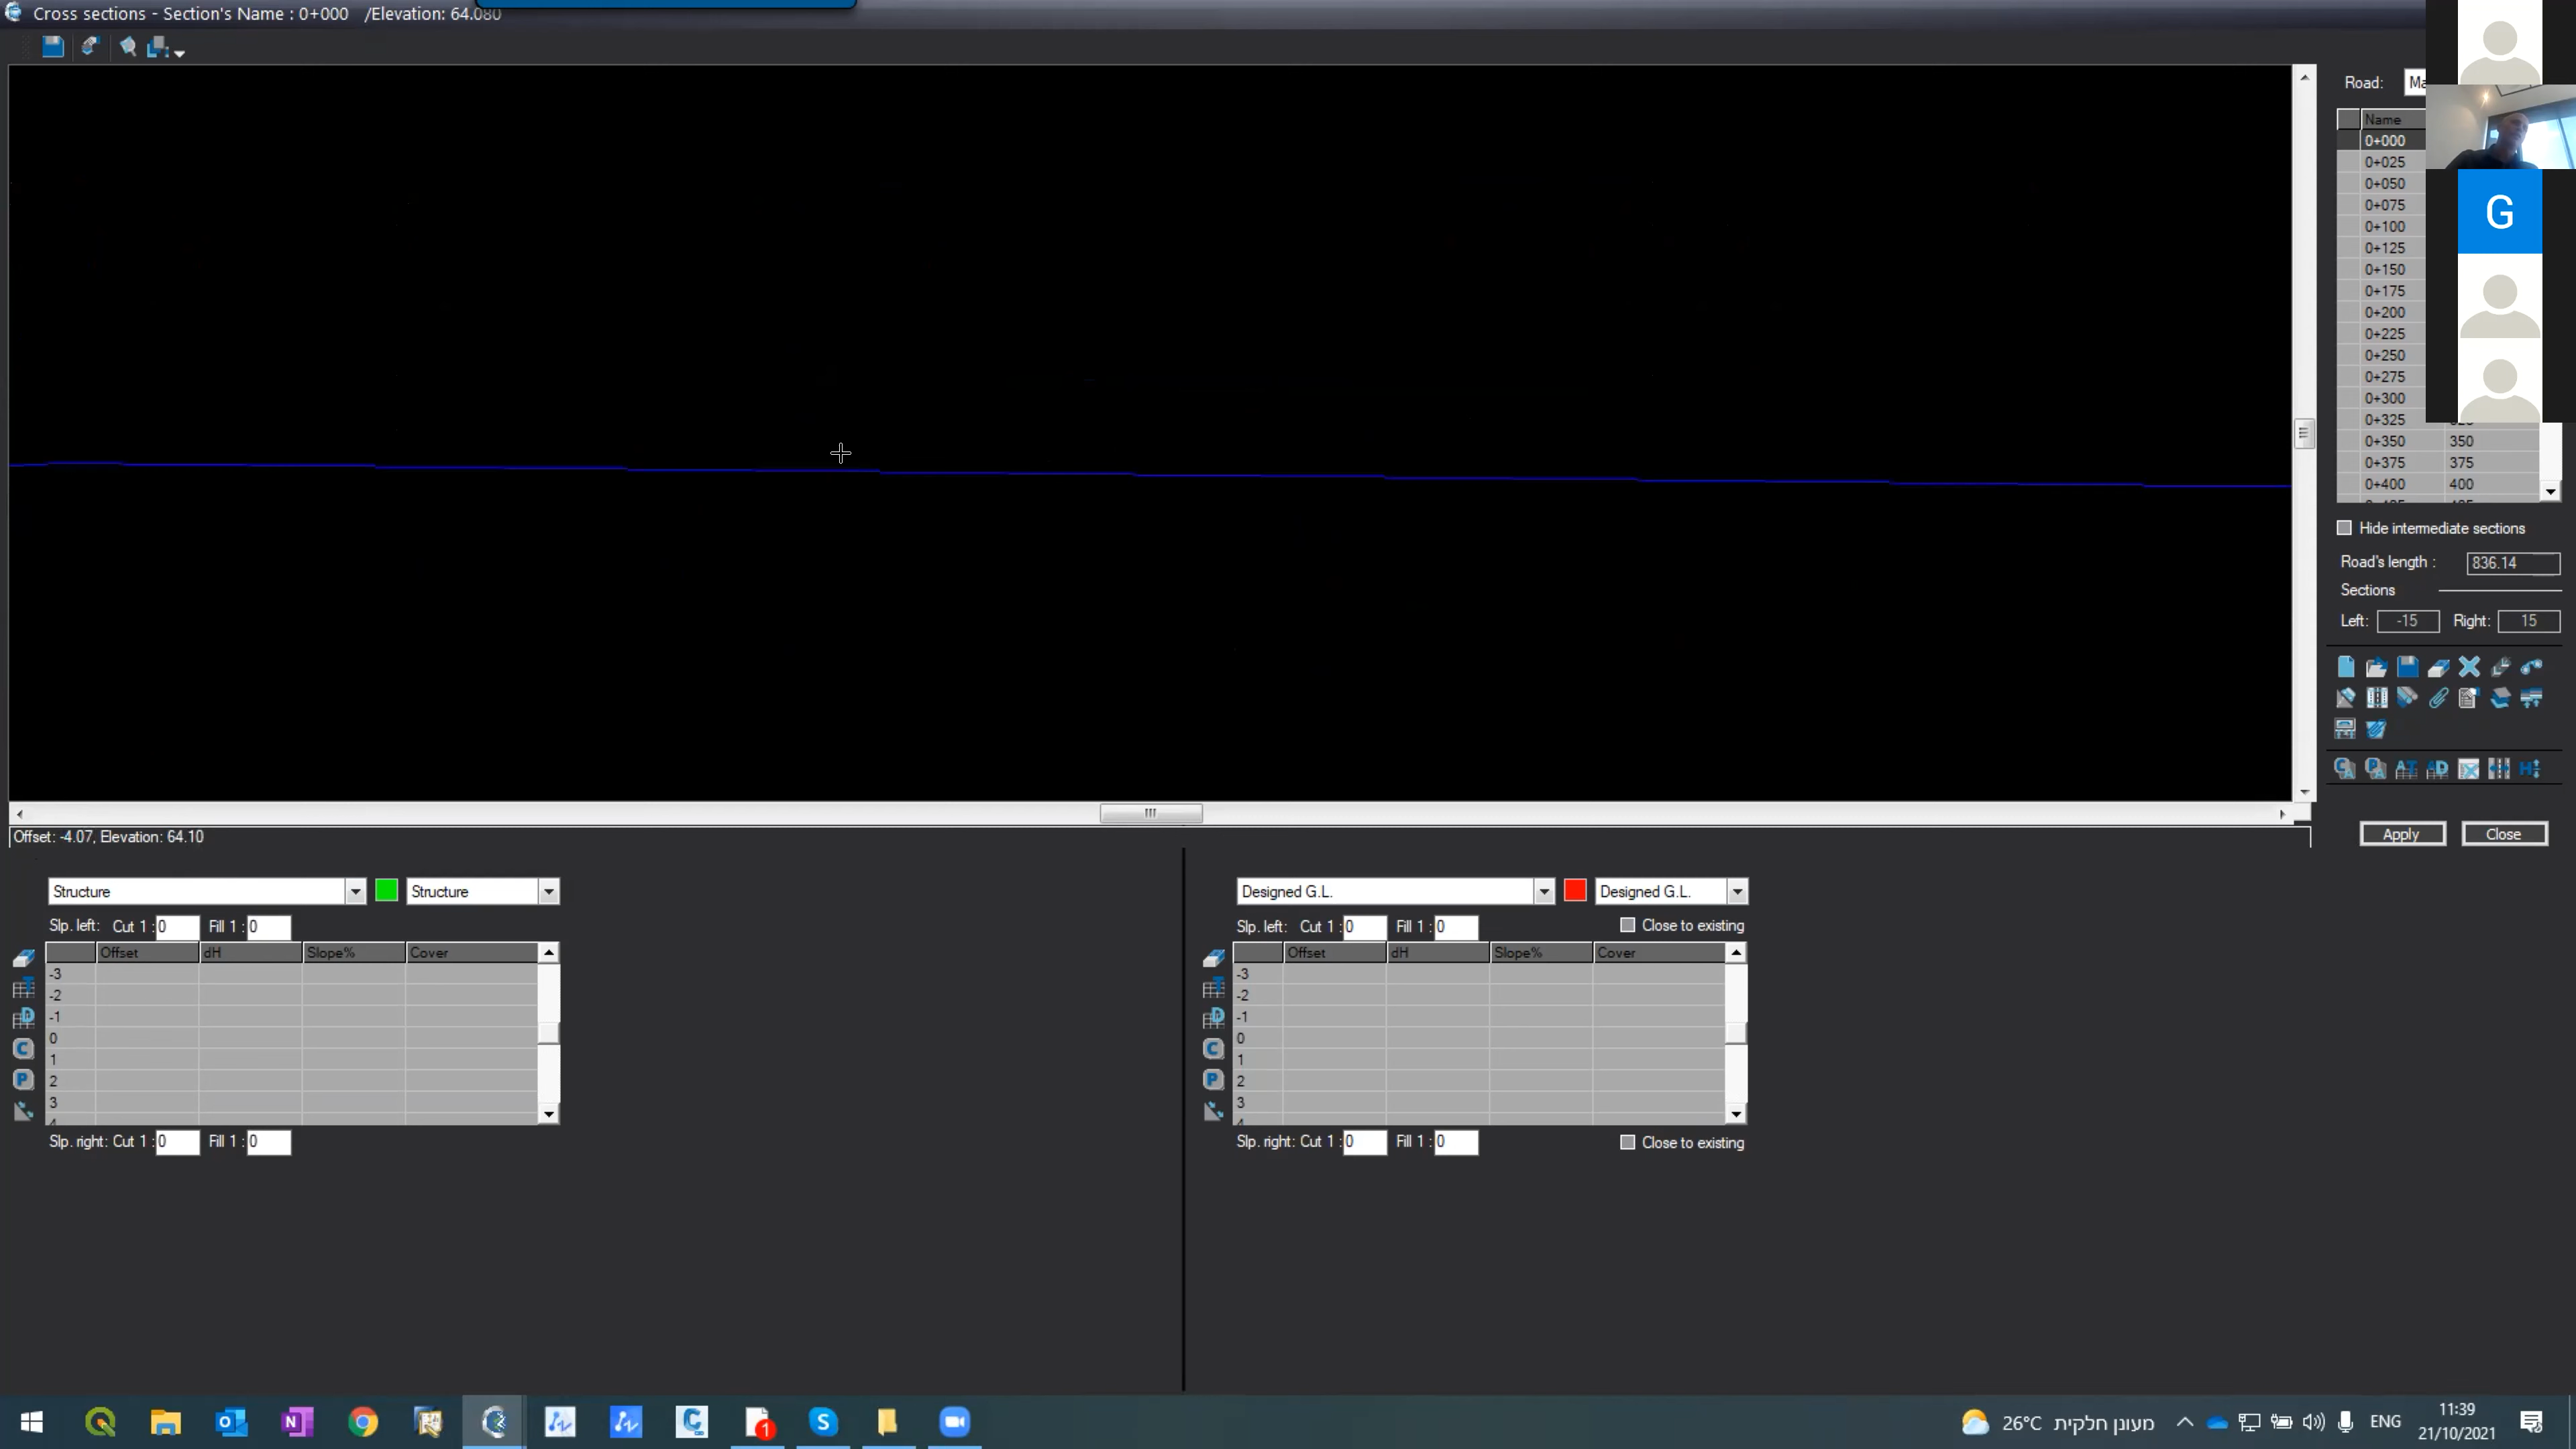 Cross sections - Section's Name : 0+000 /Elevation: 64.080
Road: Ma
Name
0+000
0+025
0+050
0+075
0+100
0+125
0+150
0+175
0+200
0+225
0+250
0+275
0+300
0+325
0+350 350
0+375 375
0+400 400
G
Hide intermediate sections
Road's length : 836.14
Sections
Left: -15 Right: 15
Apply Close
Offset: -4.07, Elevation: 64.10
Structure Structure
Slp. left: Cut 1 : 0 Fill 1 : 0
Offset dH Slope% Cover
-3
-2
-1
0
1
2
3
Slp. right: Cut 1 : 0 Fill 1 : 0
Designed G.L. Designed G.L.
Slp. left: Cut 1 : 0 Fill 1 : 0 Close to existing
Offset dH Slope% Cover
-3
-2
-1
0
1
2
3
Slp. right: Cut 1 : 0 Fill 1 : 0 Close to existing
26°C מעונן חלקית
ENG
11:39
21/10/2021